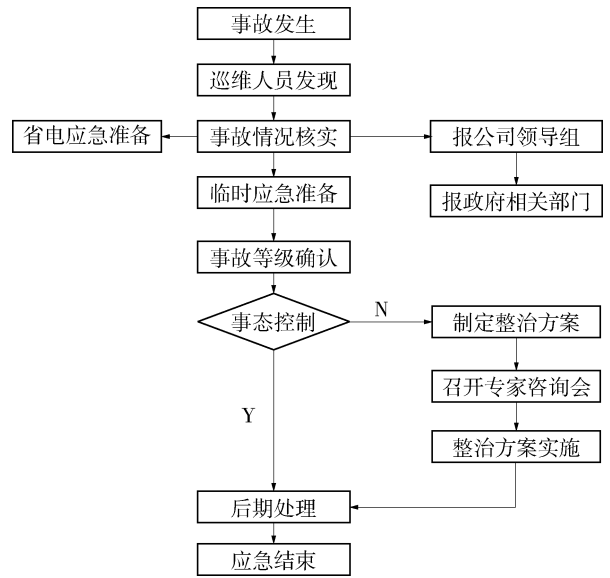 事故发生
巡维人员发现
省电应急准备
事故情况核实
报公司领导组
临时应急准备
报政府相关部门
事故等级确认
事态控制
N
制定整治方案
召开专家咨询会
Y
整治方案实施
后期处理
应急结束